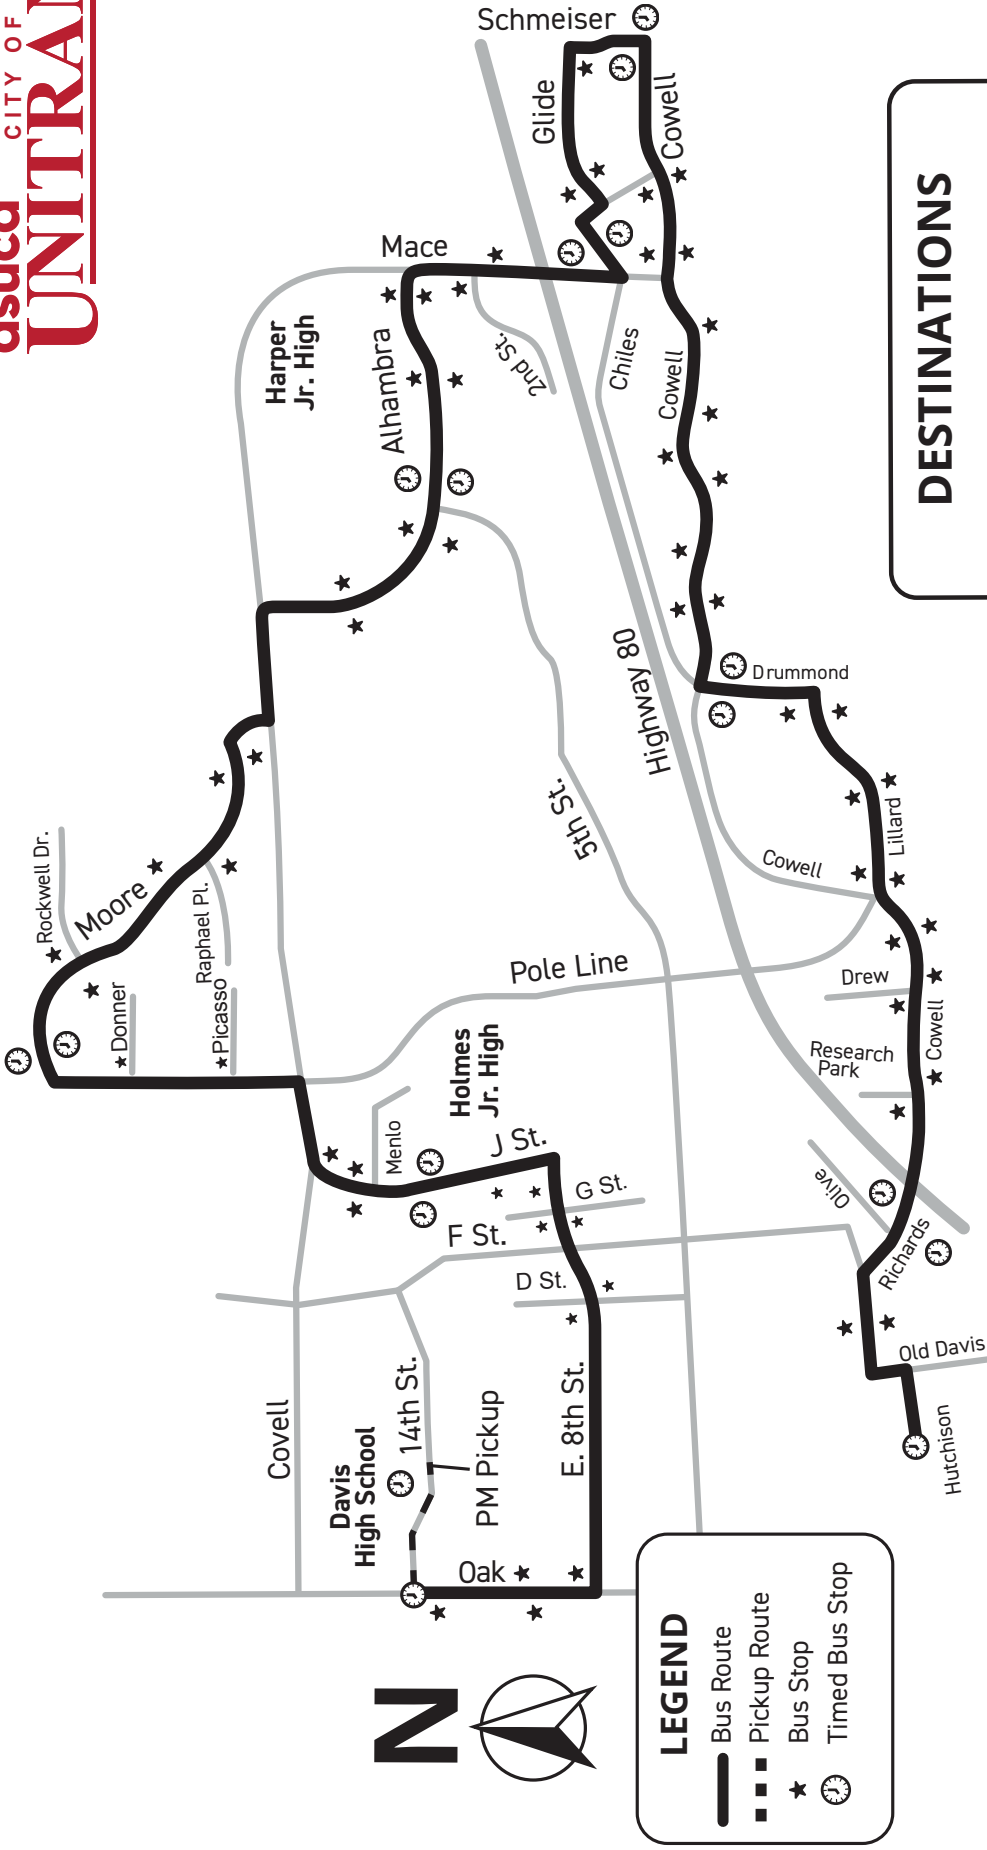 asucd
CITY OF
Schmeiser
Glide
Cowell
Mace
Harper
Jr. High
Alhambra
2nd St.
Chiles
Cowell
DESTINATIONS
Highway 80
Drummond
5th St.
Rockwell Dr.
Moore
Raphael Pl.
Donner
Picasso
Pole Line
Cowell
Lillard
Drew
Cowell
Research
Park
Holmes
Jr. High
Menlo
J St.
G St.
F St.
D St.
Olive
Richards
Old Davis
Hutchison
Covell
Davis
High School
14th St.
PM Pickup
E. 8th St.
Oak
N
LEGEND
Bus Route
Pickup Route
Bus Stop
Timed Bus Stop